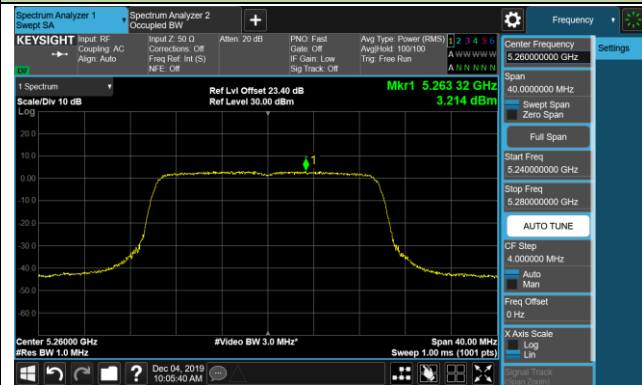 Spectrum Analyzer 1
Swept SA
Spectrum Analyzer 2
Occupied BW
Frequency
KEYSIGHT
Input: RF
Coupling: AC
Align: Auto
Input Z: 50 Ω
Corrections: Off
Freq Ref: Int (S)
NFE: Off
Atten: 20 dB
PNO: Fast
Gate: Off
IF Gain: Low
Sig Track: Off
Avg Type: Power (RMS)
Avg|Hold: 100/100
Trig: Free Run
1 2 3 4 5 6
A W W W W W
A N N N N N
1 Spectrum
Scale/Div 10 dB
Log
Ref Lvl Offset 23.40 dB
Ref Level 30.00 dBm
Mkr1 5.263 32 GHz
3.214 dBm
20.0
10.0
0.00
-10.0
-20.0
-30.0
-40.0
-50.0
-60.0
1
Center 5.26000 GHz
#Res BW 1.0 MHz
#Video BW 3.0 MHz*
Span 40.00 MHz
Sweep 1.00 ms (1001 pts)
Dec 04, 2019
10:05:40 AM
Center Frequency
5.260000000 GHz
Settings
Span
40.0000000 MHz
Swept Span
Zero Span
Full Span
Start Freq
5.240000000 GHz
Stop Freq
5.280000000 GHz
AUTO TUNE
CF Step
4.000000 MHz
Auto
Man
Freq Offset
0 Hz
X Axis Scale
Log
Lin
Signal Track
(Span Zoom)